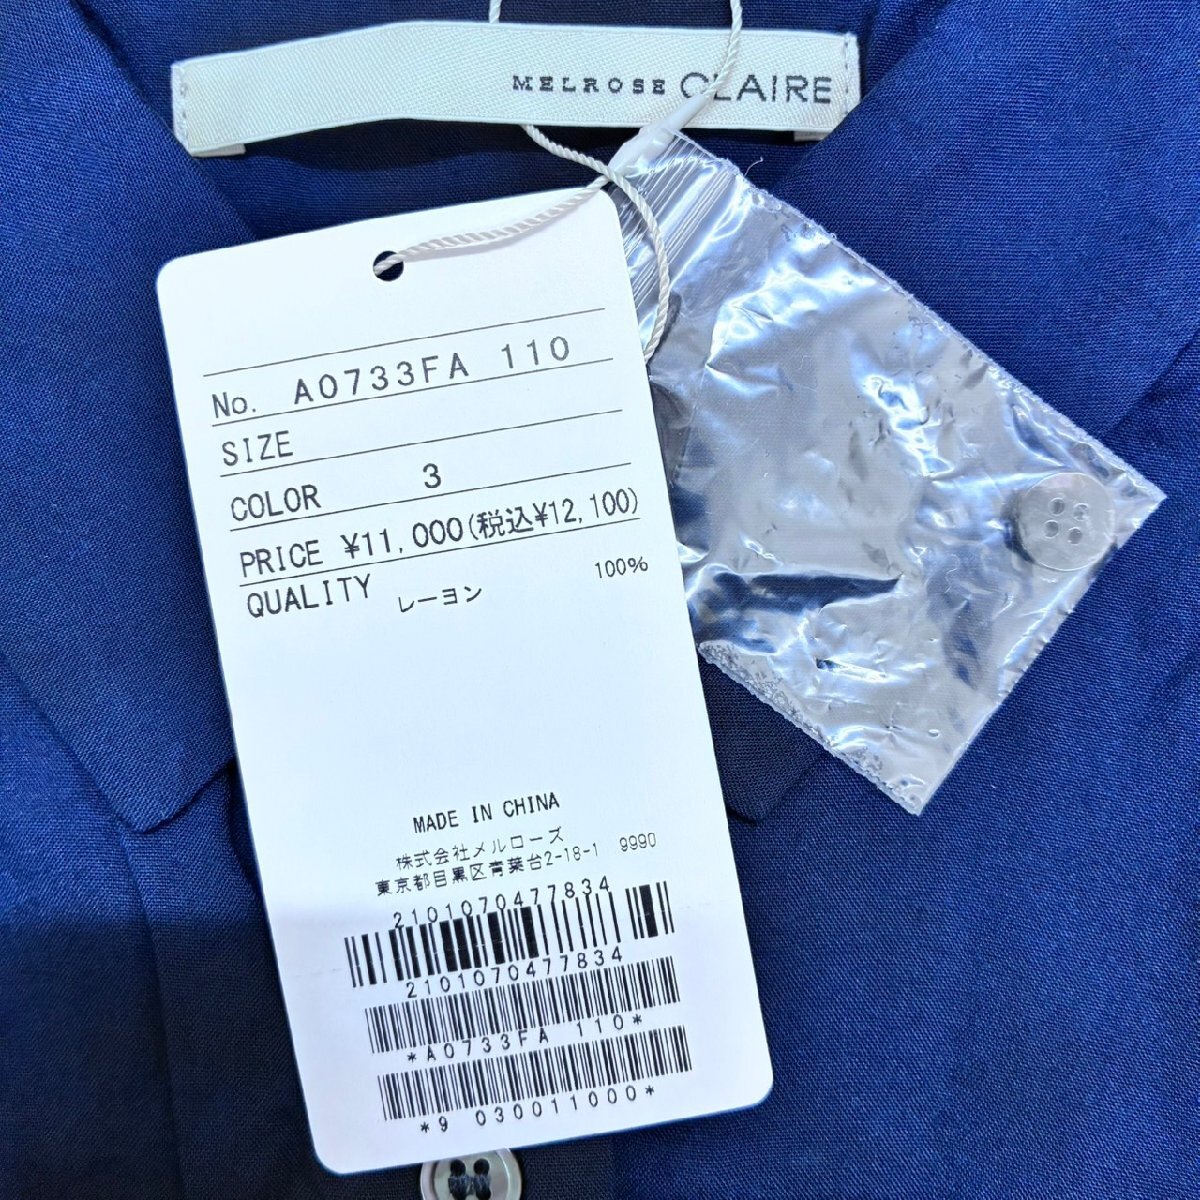 MELROSE CLAIRE
No. A0733FA 110
SIZE
COLOR 3
PRICE ¥11,000(税込¥12,100)
QUALITY レーヨン 100%
MADE IN CHINA
株式会社メルローズ
東京都目黒区青葉台2-18-1 9990
2101070477834
2101070477834
*A0733FA 110*
*9 030011000*